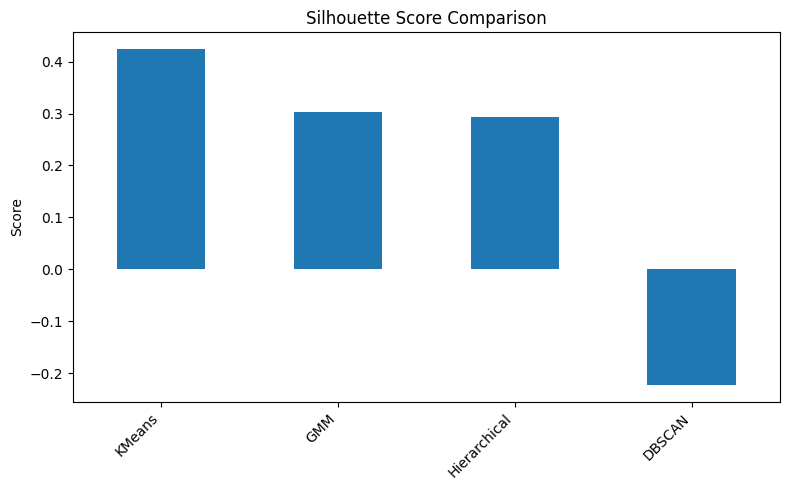 Silhouette Score Comparison
Score
0.4
0.3
0.2
0.1
0.0
−0.1
−0.2
KMeans
GMM
Hierarchical
DBSCAN